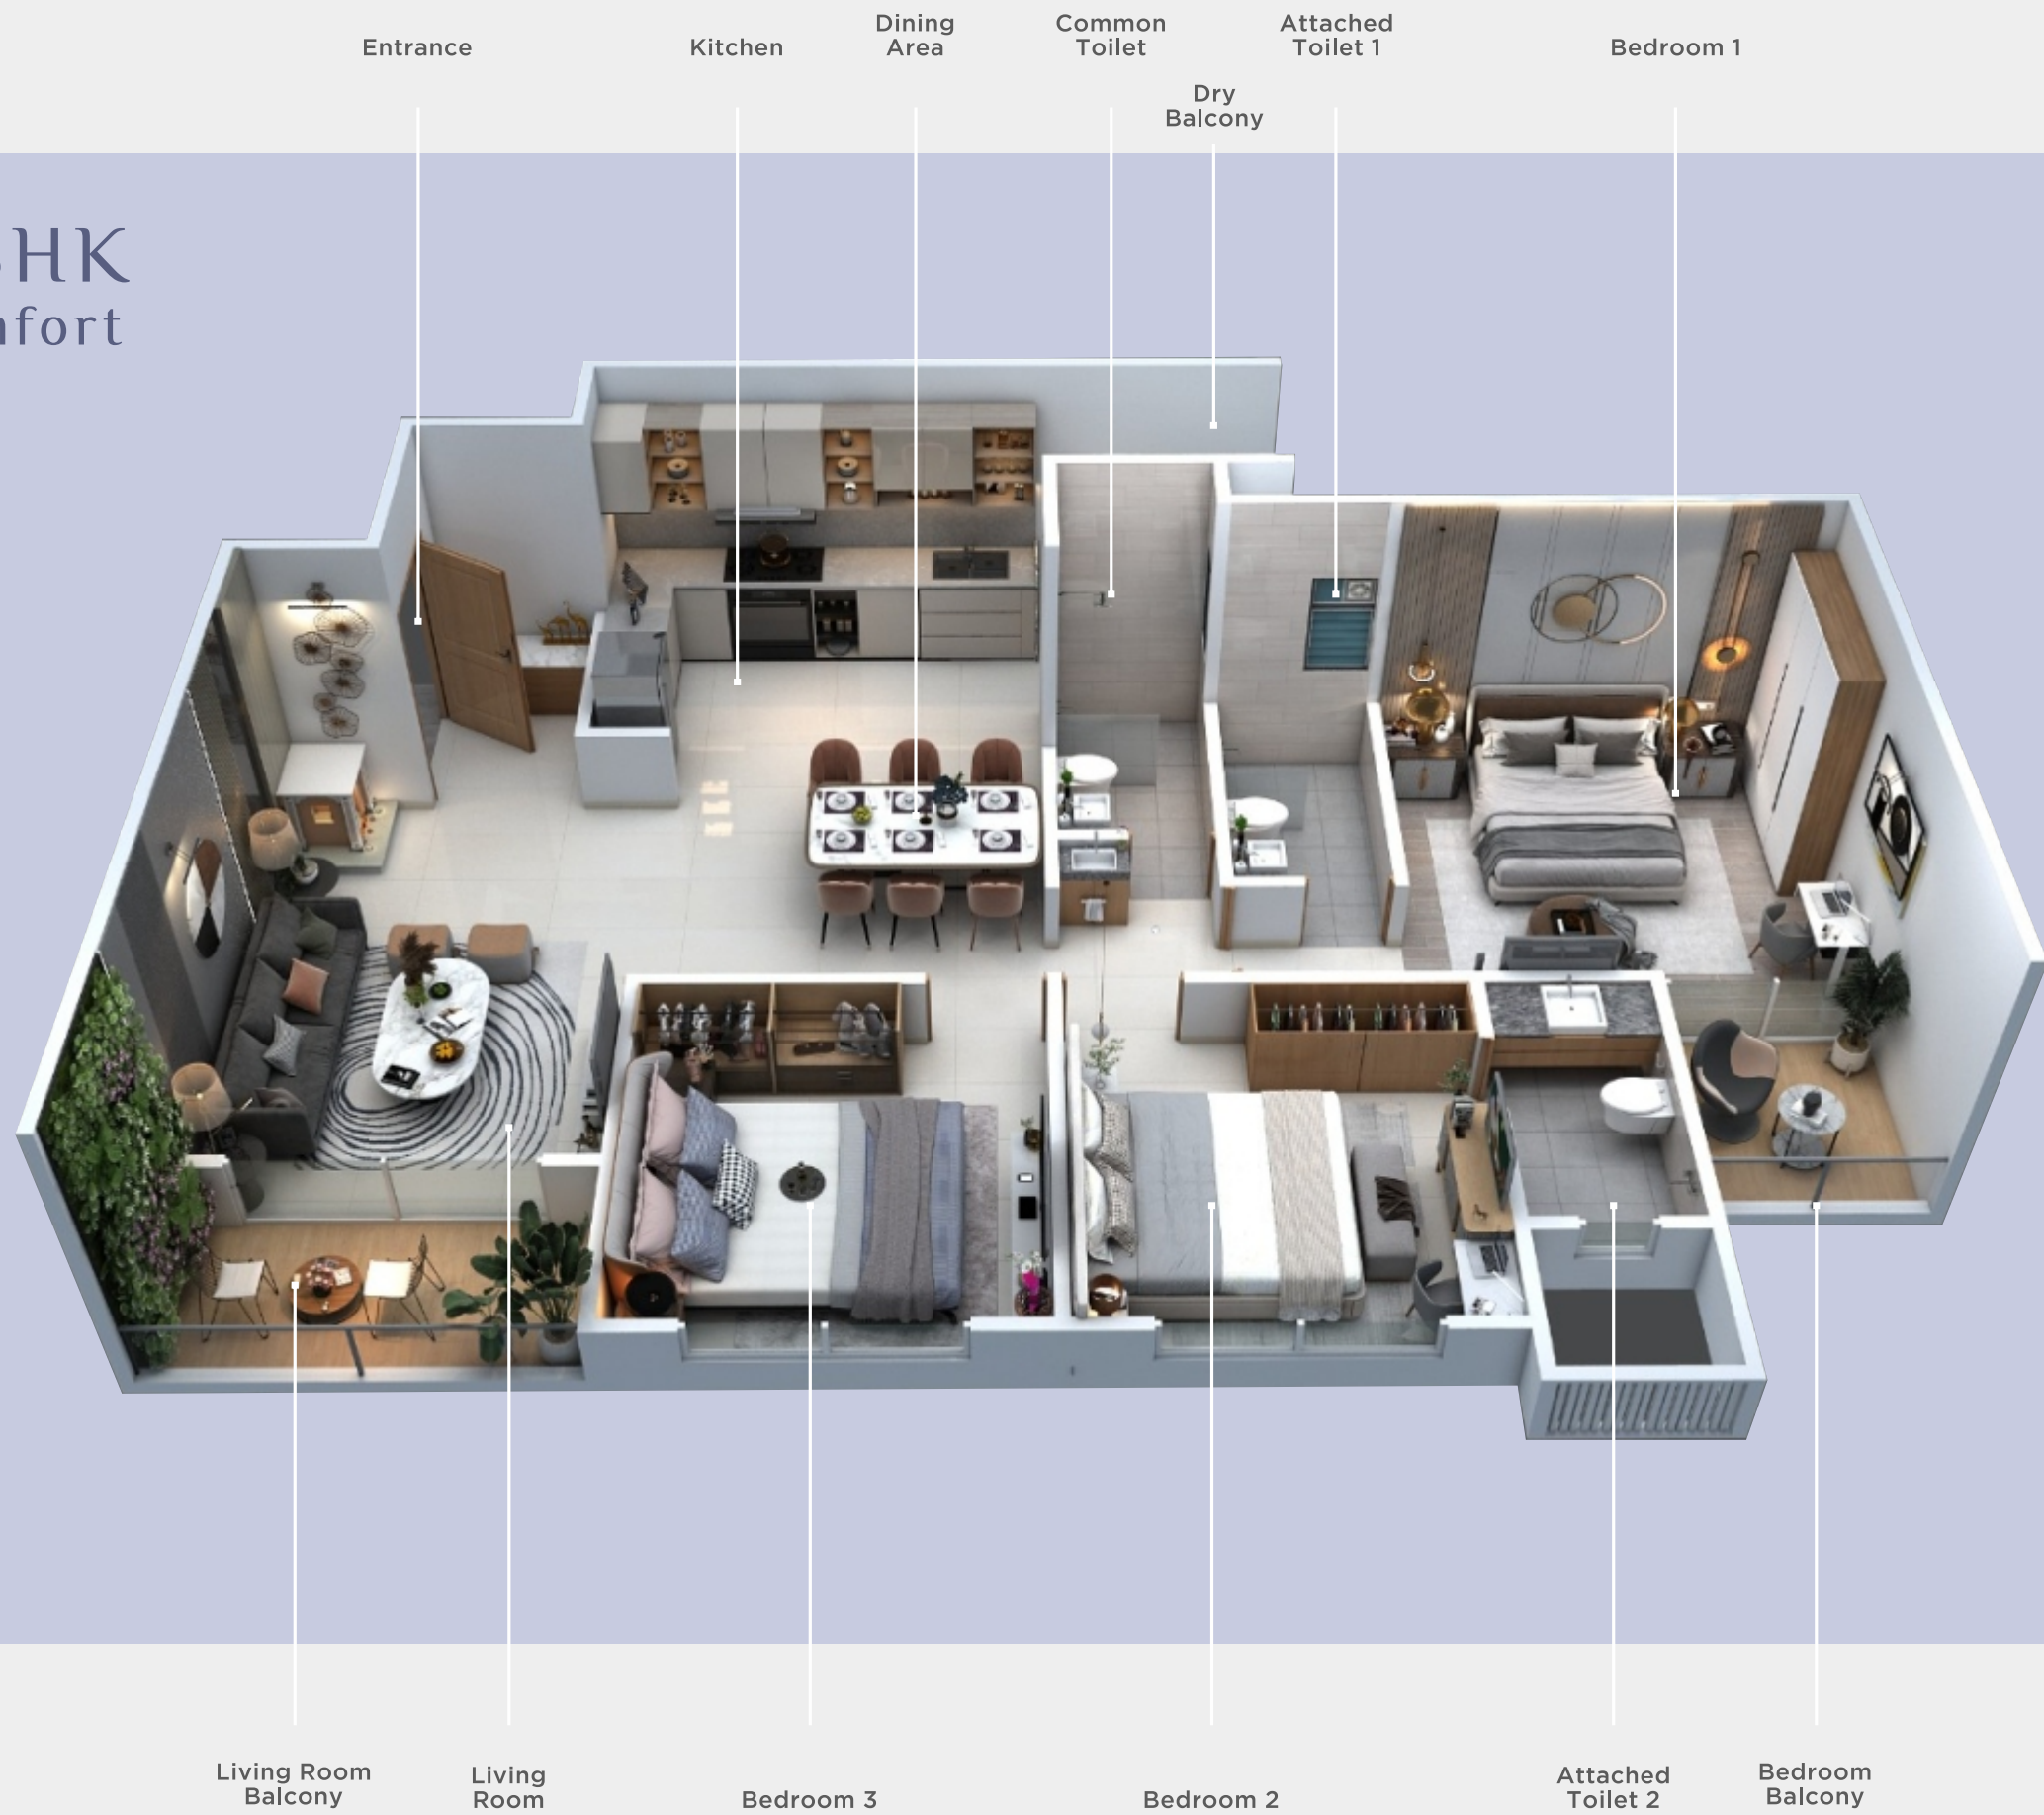 Entrance
Kitchen
Dining
Area
Common
Toilet
Dry
Balcony
Attached
Toilet 1
Bedroom 1
HK
fort
Living Room
Balcony
Living
Room
Bedroom 3
Bedroom 2
Attached
Toilet 2
Bedroom
Balcony